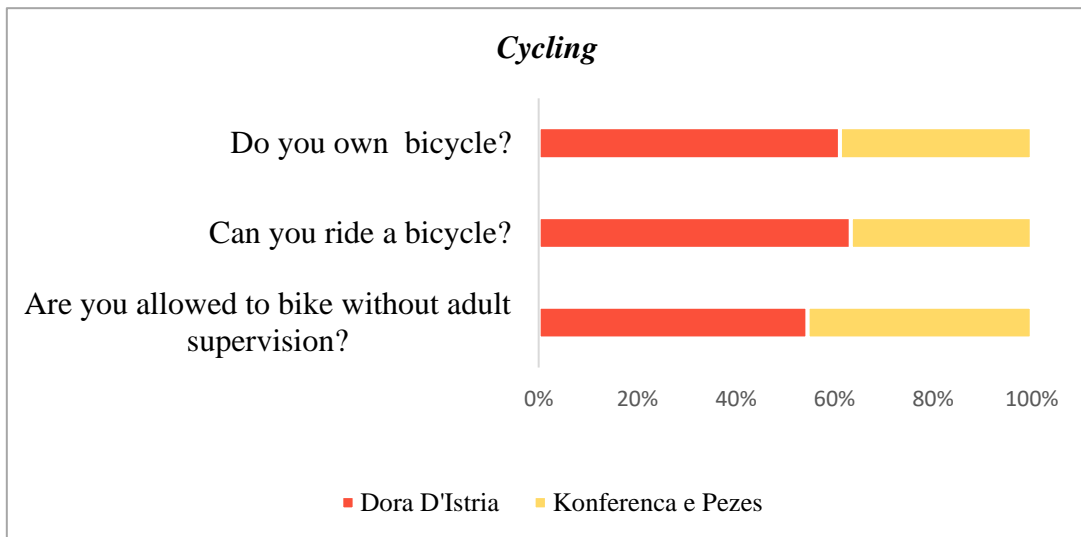 Cycling
Do you own  bicycle?
Can you ride a bicycle?
Are you allowed to bike without adult
supervision?
0% 20% 40% 60% 80% 100%
Dora D'Istria Konferenca e Pezes